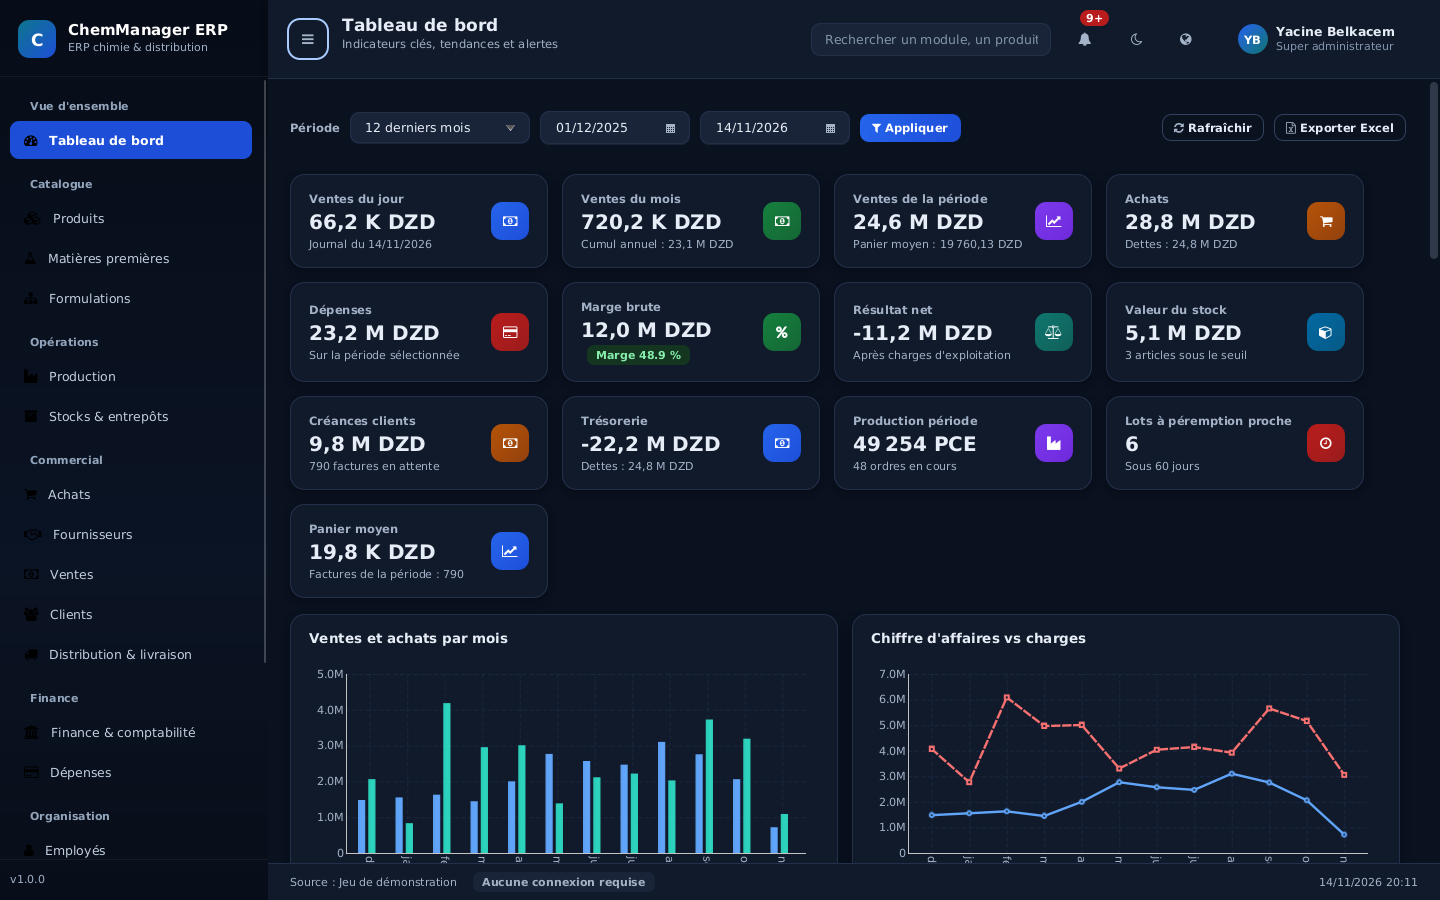 C
ChemManager ERP
ERP chimie & distribution
Vue d'ensemble
Tableau de bord
Catalogue
Produits
Matières premières
Formulations
Opérations
Production
Stocks & entrepôts
Commercial
Achats
Fournisseurs
Ventes
Clients
Distribution & livraison
Finance
Finance & comptabilité
Dépenses
Organisation
Employés
v1.0.0
Tableau de bord
Indicateurs clés, tendances et alertes
Rechercher un module, un produit
9+
YB
Yacine Belkacem
Super administrateur
Période
12 derniers mois
01/12/2025
14/11/2026
Appliquer
Rafraîchir
Exporter Excel
Ventes du jour
66,2 K DZD
Journal du 14/11/2026
Ventes du mois
720,2 K DZD
Cumul annuel : 23,1 M DZD
Ventes de la période
24,6 M DZD
Panier moyen : 19 760,13 DZD
Achats
28,8 M DZD
Dettes : 24,8 M DZD
Dépenses
23,2 M DZD
Sur la période sélectionnée
Marge brute
12,0 M DZD
Marge 48.9 %
Résultat net
-11,2 M DZD
Après charges d'exploitation
Valeur du stock
5,1 M DZD
3 articles sous le seuil
Créances clients
9,8 M DZD
790 factures en attente
Trésorerie
-22,2 M DZD
Dettes : 24,8 M DZD
Production période
49 254 PCE
48 ordres en cours
Lots à péremption proche
6
Sous 60 jours
Panier moyen
19,8 K DZD
Factures de la période : 790
Ventes et achats par mois
5.0M
4.0M
3.0M
2.0M
1.0M
0
Chiffre d'affaires vs charges
7.0M
6.0M
5.0M
4.0M
3.0M
2.0M
1.0M
0
Source : Jeu de démonstration
Aucune connexion requise
14/11/2026 20:11